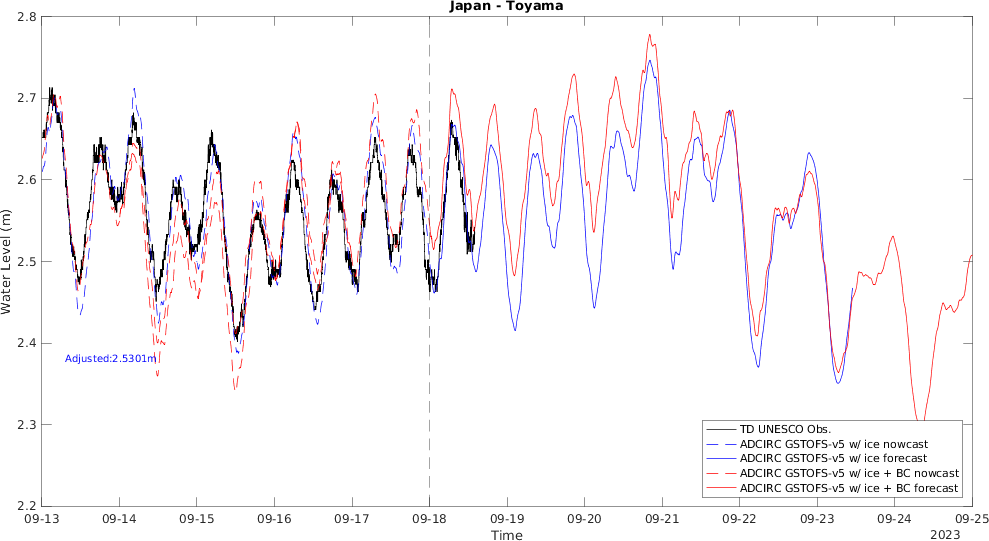 Japan - Toyama
2.8
2.7
2.6
2.5
2.4
2.3
2.2
Water Level (m)
Adjusted:2.5301m
TD UNESCO Obs.
ADCIRC GSTOFS-v5 w/ ice nowcast
ADCIRC GSTOFS-v5 w/ ice forecast
ADCIRC GSTOFS-v5 w/ ice + BC nowcast
ADCIRC GSTOFS-v5 w/ ice + BC forecast
09-13 09-14 09-15 09-16 09-17 09-18 09-19 09-20 09-21 09-22 09-23 09-24 09-25
Time
2023